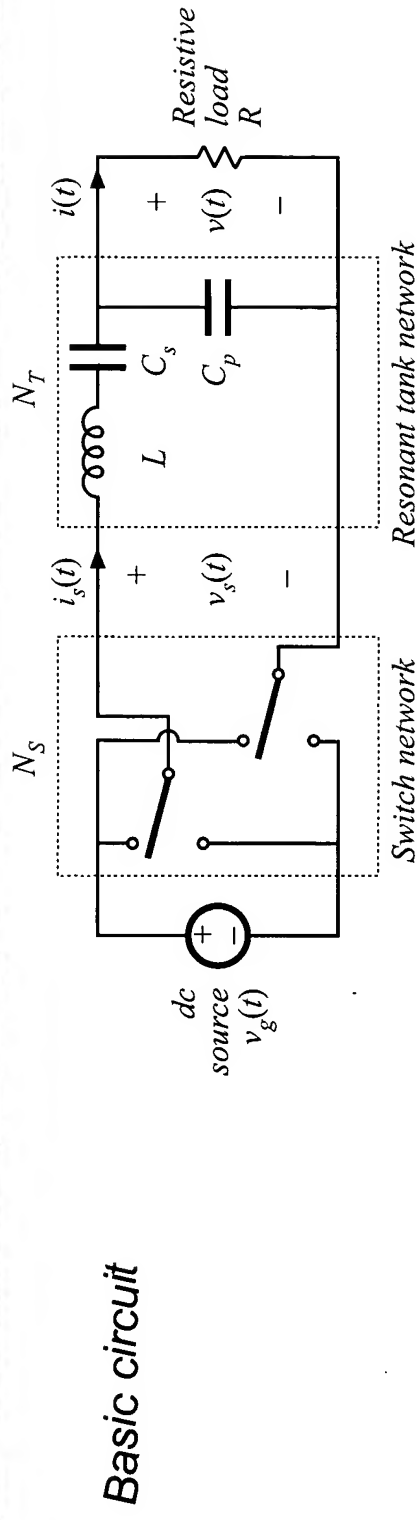 Basic circuit
N_S
N_T
i_s(t)
i(t)
dc
source
v_g(t)
+
−
+
v_s(t)
−
L
C_s
C_p
+
v(t)
−
Resistive
load
R
Switch network
Resonant tank network